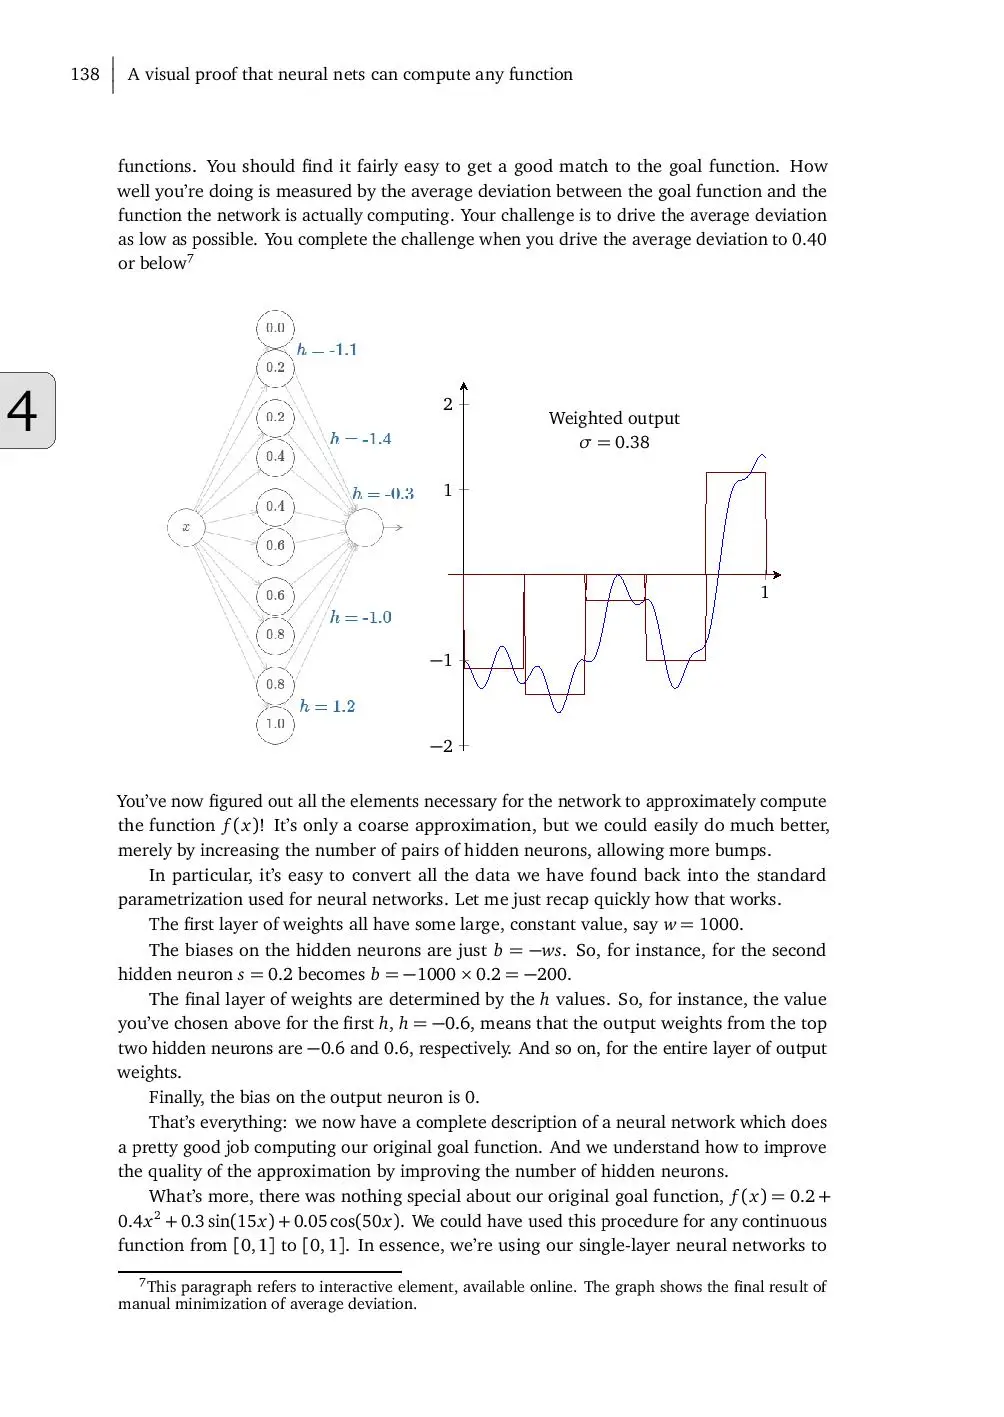 138 A visual proof that neural nets can compute any function
functions. You should find it fairly easy to get a good match to the goal function. How
well you're doing is measured by the average deviation between the goal function and the
function the network is actually computing. Your challenge is to drive the average deviation
as low as possible. You complete the challenge when you drive the average deviation to 0.40
or below⁷
0.0
h = -1.1
0.2
0.2
h = -1.4
0.4
h = -0.3
0.4
x
0.6
0.6
h = -1.0
0.8
0.8
h = 1.2
1.0
2
Weighted output
σ = 0.38
1
1
−1
−2
4
You've now figured out all the elements necessary for the network to approximately compute
the function f(x)! It's only a coarse approximation, but we could easily do much better,
merely by increasing the number of pairs of hidden neurons, allowing more bumps.
In particular, it's easy to convert all the data we have found back into the standard
parametrization used for neural networks. Let me just recap quickly how that works.
The first layer of weights all have some large, constant value, say w = 1000.
The biases on the hidden neurons are just b = −ws. So, for instance, for the second
hidden neuron s = 0.2 becomes b = −1000 × 0.2 = −200.
The final layer of weights are determined by the h values. So, for instance, the value
you've chosen above for the first h, h = −0.6, means that the output weights from the top
two hidden neurons are −0.6 and 0.6, respectively. And so on, for the entire layer of output
weights.
Finally, the bias on the output neuron is 0.
That's everything: we now have a complete description of a neural network which does
a pretty good job computing our original goal function. And we understand how to improve
the quality of the approximation by improving the number of hidden neurons.
What's more, there was nothing special about our original goal function, f(x) = 0.2 +
0.4x² + 0.3 sin(15x) + 0.05 cos(50x). We could have used this procedure for any continuous
function from [0, 1] to [0, 1]. In essence, we're using our single-layer neural networks to
⁷This paragraph refers to interactive element, available online. The graph shows the final result of
manual minimization of average deviation.